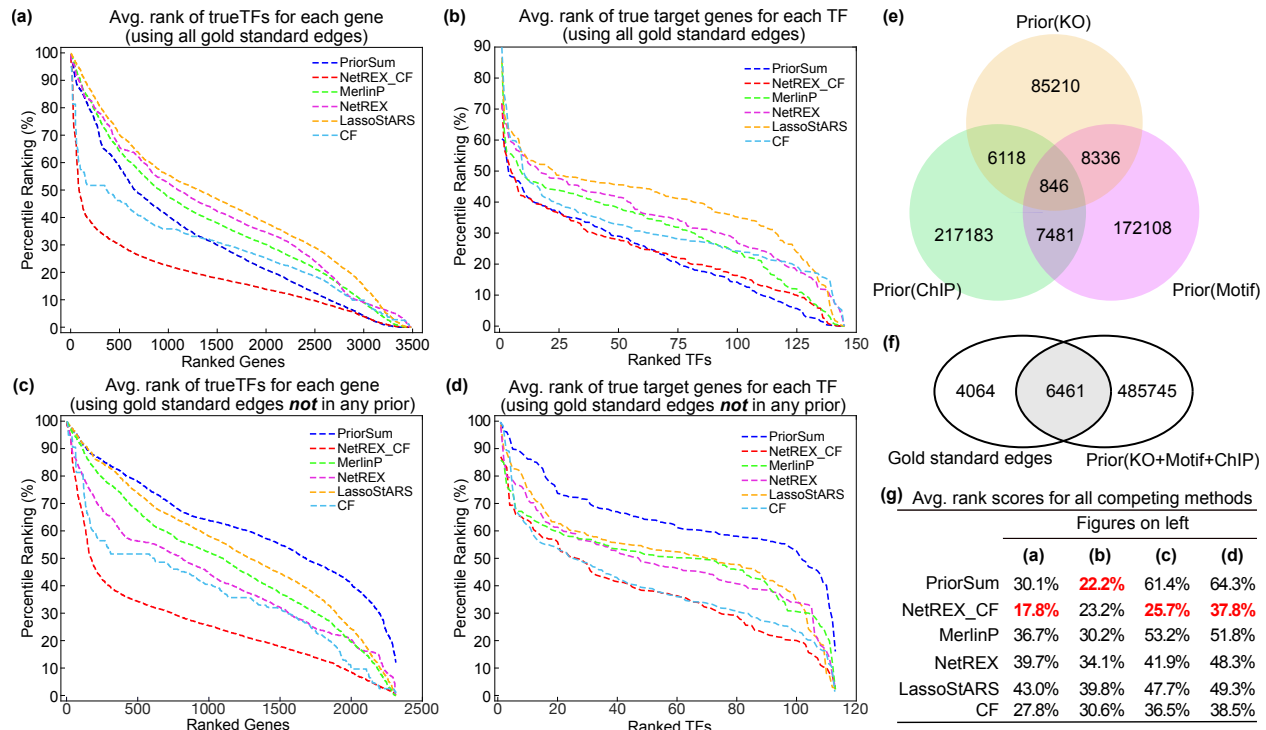 (a)
Avg. rank of trueTFs for each gene
(using all gold standard edges)
Percentile Ranking (%)
100
90
80
70
60
50
40
30
20
10
0
PriorSum
NetREX_CF
MerlinP
NetREX
LassoStARS
CF
0 500 1000 1500 2000 2500 3000 3500
Ranked Genes
(b)
Avg. rank of true target genes for each TF
(using all gold standard edges)
Percentile Ranking (%)
90
80
70
60
50
40
30
20
10
0
PriorSum
NetREX_CF
MerlinP
NetREX
LassoStARS
CF
0 25 50 75 100 125 150
Ranked TFs
(c)
Avg. rank of trueTFs for each gene
(using gold standard edges not in any prior)
Percentile Ranking (%)
100
90
80
70
60
50
40
30
20
10
0
PriorSum
NetREX_CF
MerlinP
NetREX
LassoStARS
CF
0 500 1000 1500 2000 2500
Ranked Genes
(d)
Avg. rank of true target genes for each TF
(using gold standard edges not in any prior)
Percentile Ranking (%)
100
90
80
70
60
50
40
30
20
10
0
PriorSum
NetREX_CF
MerlinP
NetREX
LassoStARS
CF
0 20 40 60 80 100 120
Ranked TFs
(e)
Prior(KO)
85210
6118
8336
846
217183
7481
172108
Prior(ChIP)
Prior(Motif)
(f)
4064
6461
485745
Gold standard edges
Prior(KO+Motif+ChIP)
(g) Avg. rank scores for all competing methods
Figures on left
(a) (b) (c) (d)
PriorSum 30.1% 22.2% 61.4% 64.3%
NetREX_CF 17.8% 23.2% 25.7% 37.8%
MerlinP 36.7% 30.2% 53.2% 51.8%
NetREX 39.7% 34.1% 41.9% 48.3%
LassoStARS 43.0% 39.8% 47.7% 49.3%
CF 27.8% 30.6% 36.5% 38.5%